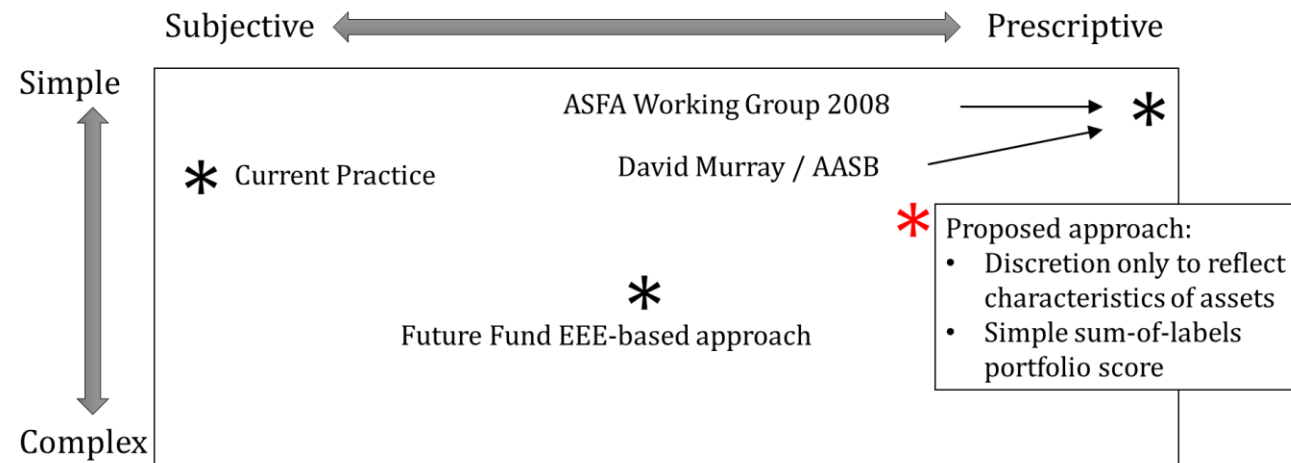 Subjective
Prescriptive
Simple
ASFA Working Group 2008
David Murray / AASB
* Current Practice
*
*
Proposed approach:
• Discretion only to reflect
characteristics of assets
• Simple sum-of-labels
portfolio score
*
Future Fund EEE-based approach
Complex